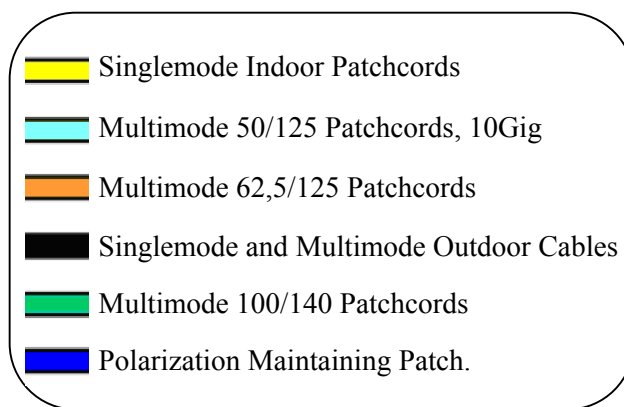 Singlemode Indoor Patchcords
Multimode 50/125 Patchcords, 10Gig
Multimode 62,5/125 Patchcords
Singlemode and Multimode Outdoor Cables
Multimode 100/140 Patchcords
Polarization Maintaining Patch.